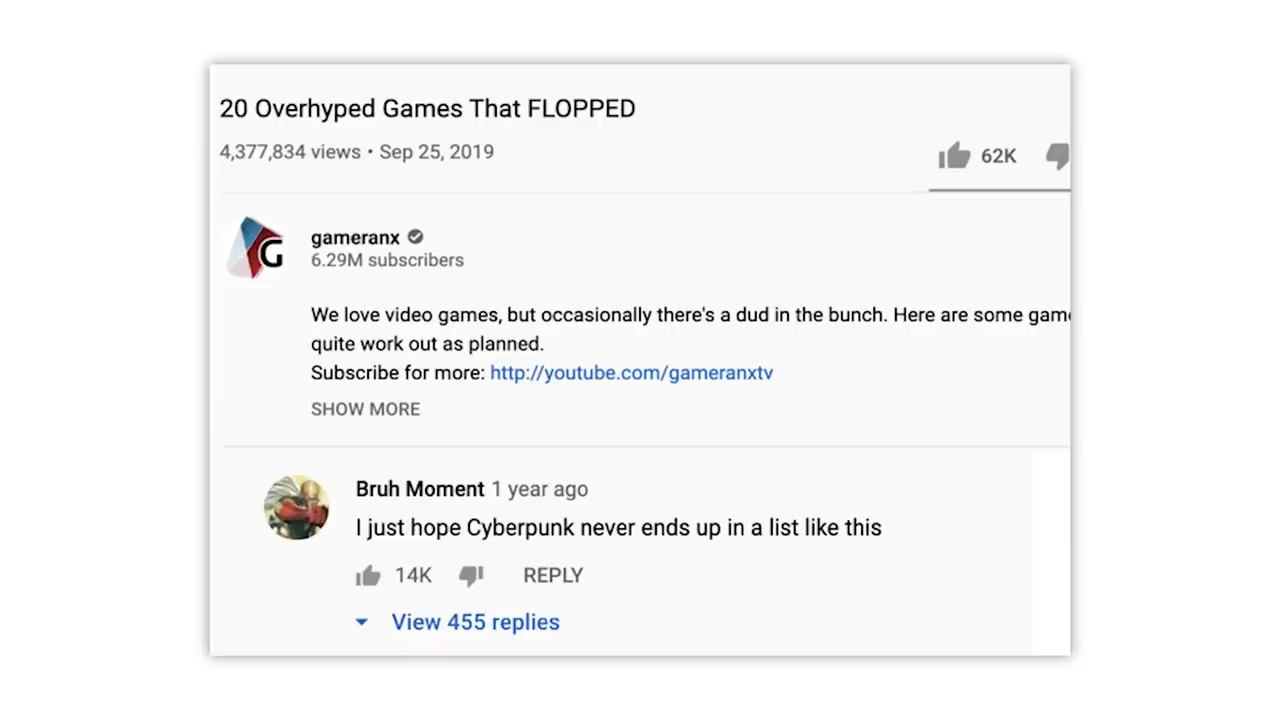 20 Overhyped Games That FLOPPED
4,377,834 views • Sep 25, 2019
62K
G
gameranx
6.29M subscribers
We love video games, but occasionally there's a dud in the bunch. Here are some game
quite work out as planned.
Subscribe for more: http://youtube.com/gameranxtv
SHOW MORE
Bruh Moment 1 year ago
I just hope Cyberpunk never ends up in a list like this
14K REPLY
View 455 replies